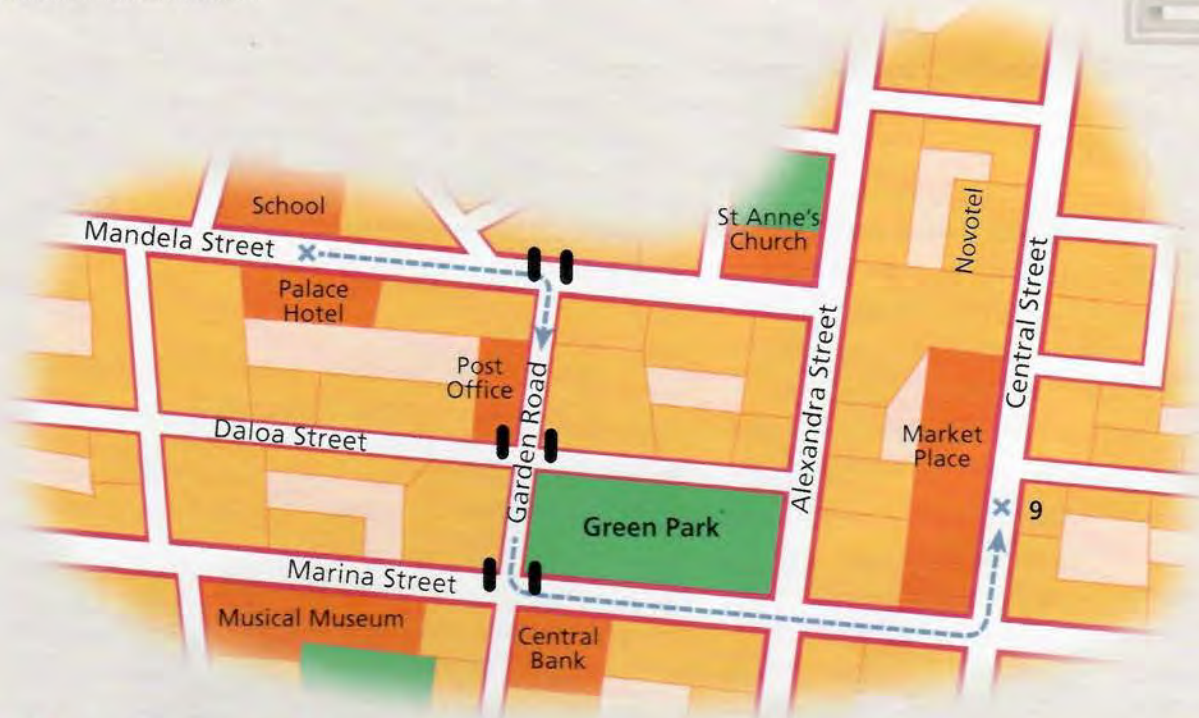 School
Mandela Street
St Anne's
Church
Novotel
Palace
Hotel
Central Street
Alexandra Street
Post
Office
Garden Road
Daloa Street
Market
Place
Green Park
9
Marina Street
Musical Museum
Central
Bank